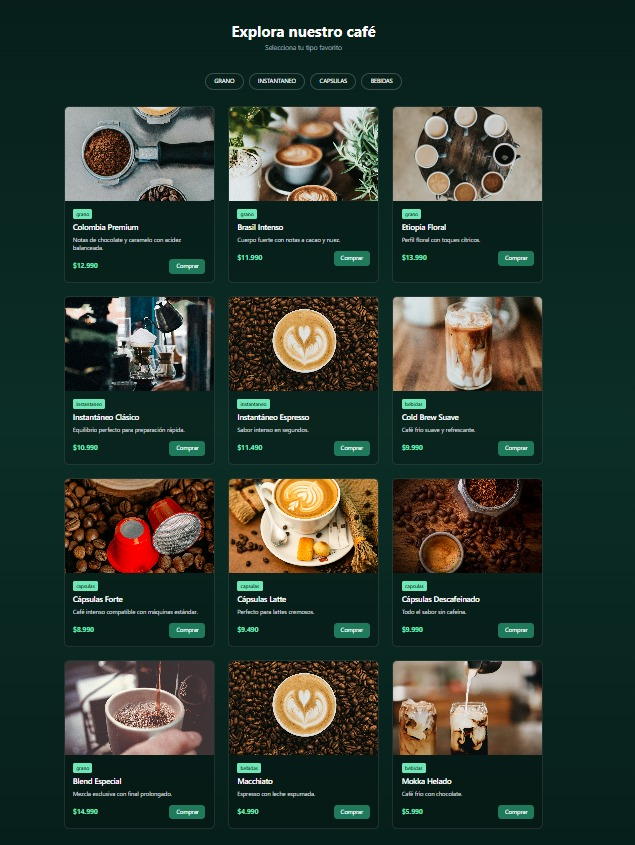 Explora nuestro café
Selecciona tu tipo favorito
GRANO INSTANTANEO CAPSULAS BEBIDAS
grano
Colombia Premium
Notas de chocolate y caramelo con acidez
balanceada.
$12.990 Comprar
grano
Brasil Intenso
Cuerpo fuerte con notas a cacao y nuez.
$11.990 Comprar
grano
Etiopía Floral
Perfil floral con toques cítricos.
$13.990 Comprar
instantaneo
Instantáneo Clásico
Equilibrio perfecto para preparación rápida.
$10.990 Comprar
instantaneo
Instantáneo Espresso
Sabor intenso en segundos.
$11.490 Comprar
bebidas
Cold Brew Suave
Café frío suave y refrescante.
$9.990 Comprar
capsulas
Cápsulas Forte
Café intenso compatible con máquinas estándar.
$8.990 Comprar
capsulas
Cápsulas Latte
Perfecto para lattes cremosos.
$9.490 Comprar
capsulas
Cápsulas Descafeinado
Todo el sabor sin cafeína.
$9.990 Comprar
grano
Blend Especial
Mezcla exclusiva con final prolongado.
$14.990 Comprar
bebidas
Macchiato
Espresso con leche espumada.
$4.990 Comprar
bebidas
Mokka Helado
Café frío con chocolate.
$5.990 Comprar